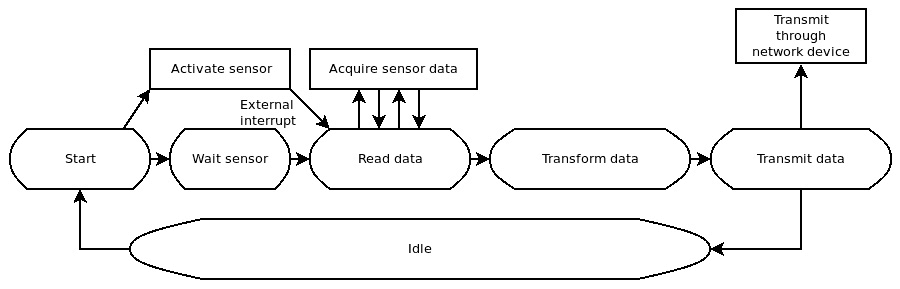 Transmit
through
network device
Activate sensor
Acquire sensor data
External
interrupt
Start
Wait sensor
Read data
Transform data
Transmit data
Idle